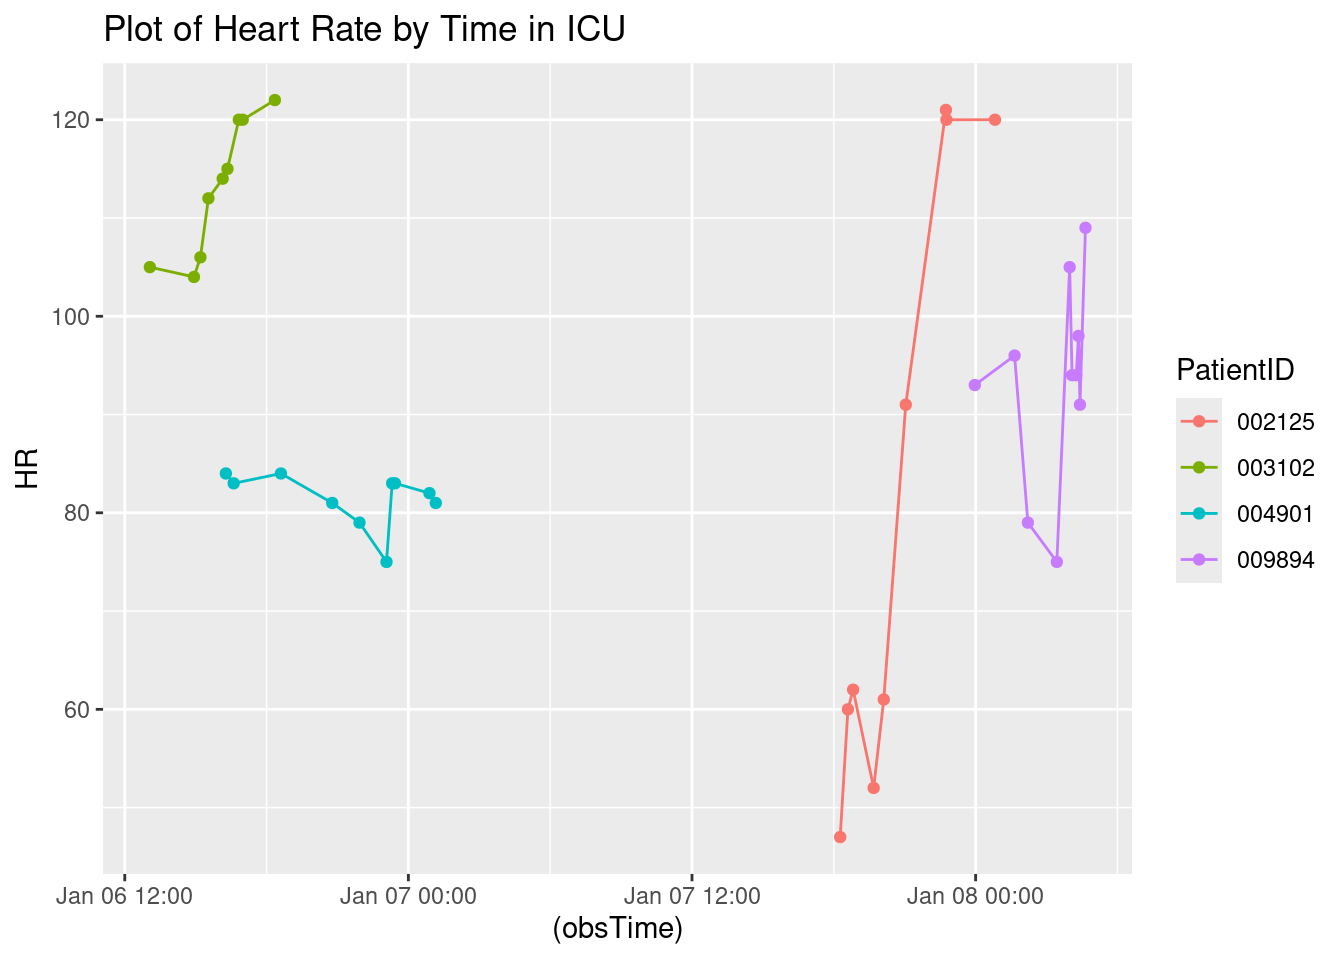 Plot of Heart Rate by Time in ICU
120
100
80
60
HR
Jan 06 12:00
Jan 07 00:00
Jan 07 12:00
Jan 08 00:00
(obsTime)
PatientID
002125
003102
004901
009894